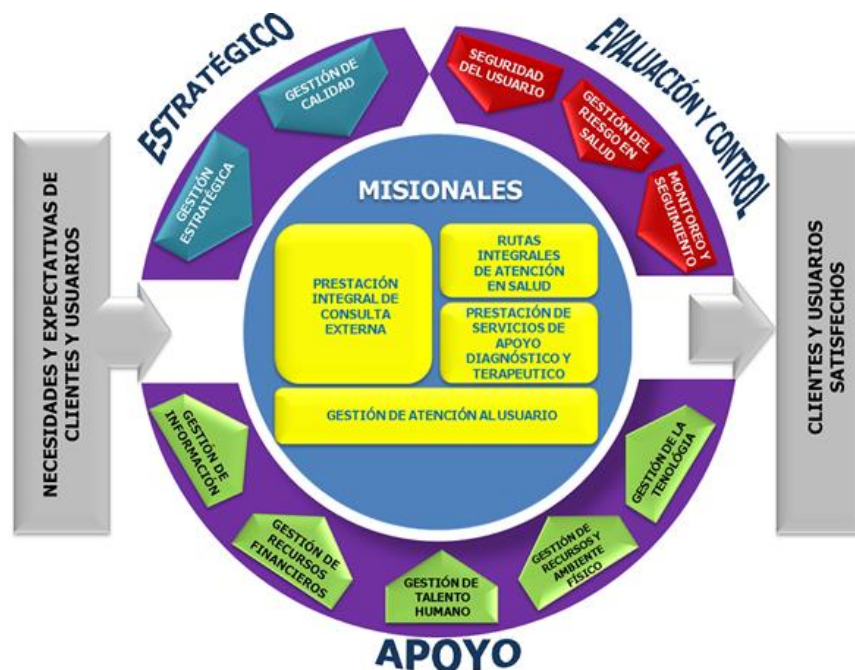 ESTRATÉGICO
EVALUACIÓN Y CONTROL
GESTIÓN DE
CALIDAD
GESTIÓN
ESTRATÉGICA
SEGURIDAD
DEL USUARIO
GESTIÓN DEL
RIESGO EN
SALUD
MONITOREO Y
SEGUIMIENTO
NECESIDADES Y EXPECTATIVAS DE
CLIENTES Y USUARIOS
MISIONALES
PRESTACIÓN
INTEGRAL DE
CONSULTA
EXTERNA
RUTAS
INTEGRALES
DE ATENCIÓN
EN SALUD
PRESTACIÓN DE
SERVICIOS DE
APOYO
DIAGNÓSTICO Y
TERAPEUTICO
GESTIÓN DE ATENCIÓN AL USUARIO
CLIENTES Y USUARIOS
SATISFECHOS
GESTIÓN DE
INFORMACIÓN
GESTIÓN DE
RECURSOS
FINANCIEROS
GESTIÓN DE
TALENTO
HUMANO
GESTIÓN DE
RECURSOS Y
AMBIENTE
FÍSICO
GESTIÓN DE LA
TENOLÓGIA
APOYO